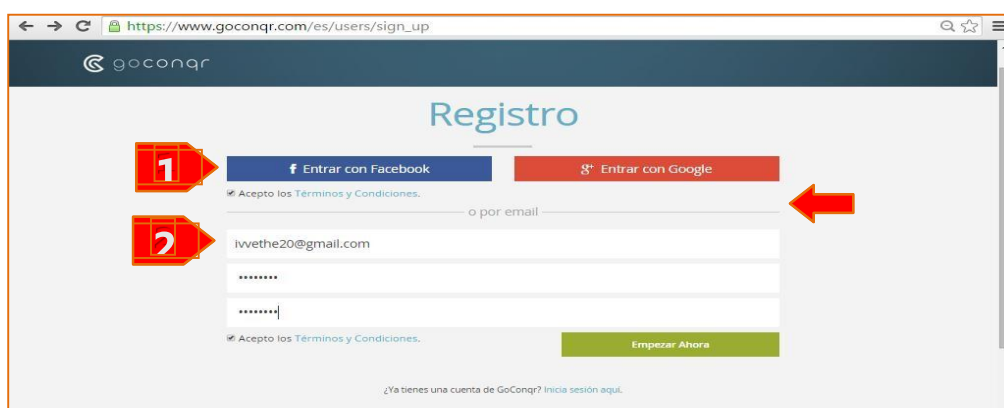 https://www.goconqr.com/es/users/sign_up
goconqr
Registro
1
f Entrar con Facebook
g+ Entrar con Google
Acepto los Términos y Condiciones.
o por email
2
ivvethe20@gmail.com
••••••••
••••••••
Acepto los Términos y Condiciones.
Empezar Ahora
¿Ya tienes una cuenta de GoConqr? Inicia sesión aquí.